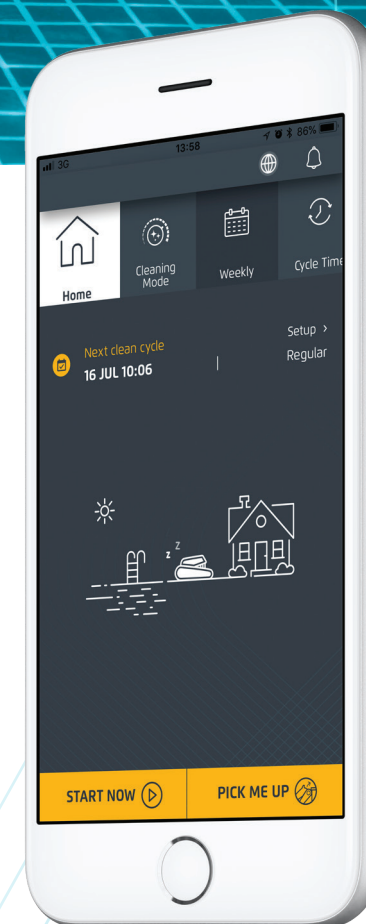 3G 13:58 86%
Home
Cleaning
Mode
Weekly
Cycle Time
Next clean cycle
16 JUL 10:06
Setup >
Regular
z z
START NOW
PICK ME UP